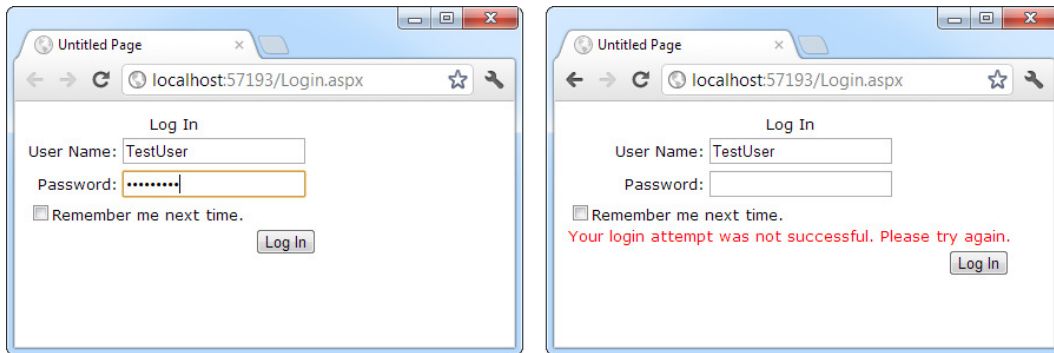 Untitled Page
localhost:57193/Login.aspx
Log In
User Name: TestUser
Password: •••••••••
Remember me next time.
Log In
Untitled Page
localhost:57193/Login.aspx
Log In
User Name: TestUser
Password:
Remember me next time.
Your login attempt was not successful. Please try again.
Log In